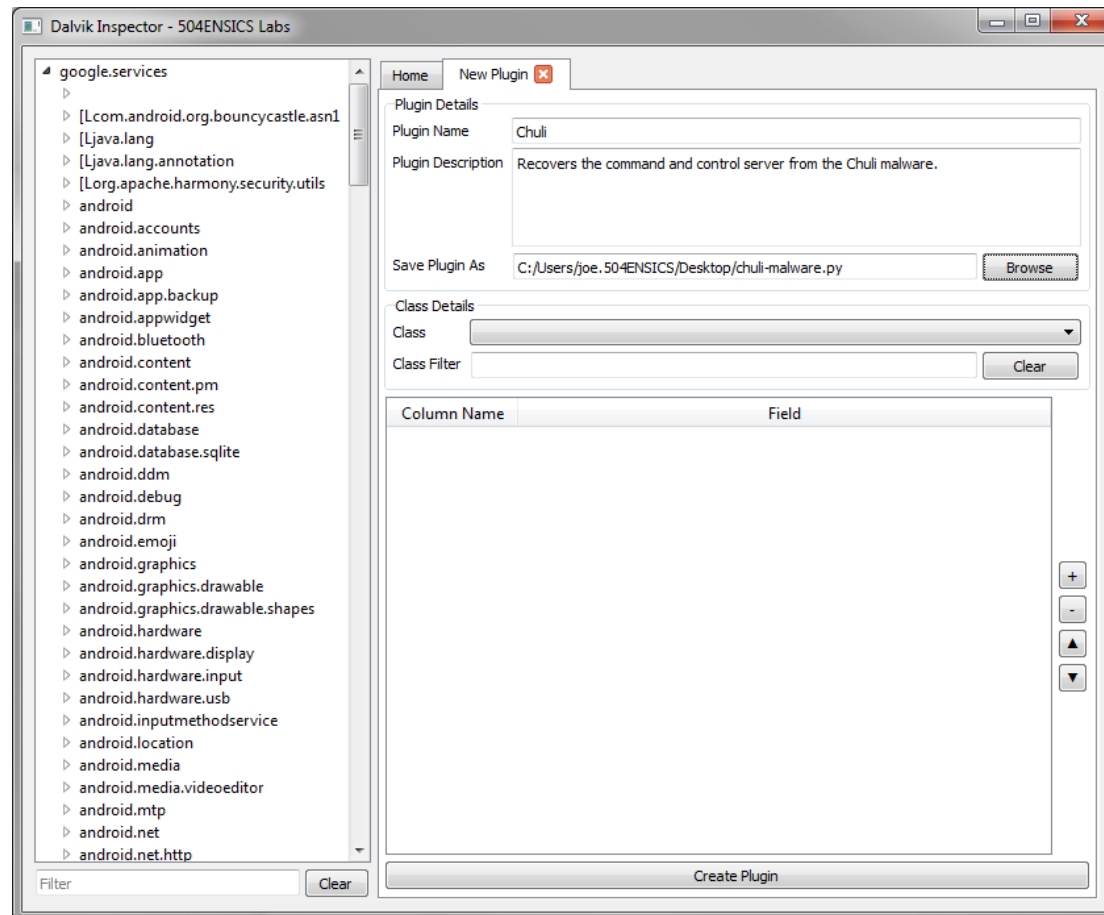 Dalvik Inspector - 504ENSICS Labs
google.services
[Lcom.android.org.bouncycastle.asn1
[Ljava.lang
[Ljava.lang.annotation
[Lorg.apache.harmony.security.utils
android
android.accounts
android.animation
android.app
android.app.backup
android.appwidget
android.bluetooth
android.content
android.content.pm
android.content.res
android.database
android.database.sqlite
android.ddm
android.debug
android.drm
android.emoji
android.graphics
android.graphics.drawable
android.graphics.drawable.shapes
android.hardware
android.hardware.display
android.hardware.input
android.hardware.usb
android.inputmethodservice
android.location
android.media
android.media.videoeditor
android.mtp
android.net
android.net.http
Filter
Clear
Home
New Plugin
Plugin Details
Plugin Name
Chuli
Plugin Description
Recovers the command and control server from the Chuli malware.
Save Plugin As
C:/Users/joe.504ENSICS/Desktop/chuli-malware.py
Browse
Class Details
Class
Class Filter
Clear
Column Name
Field
+
-
Create Plugin